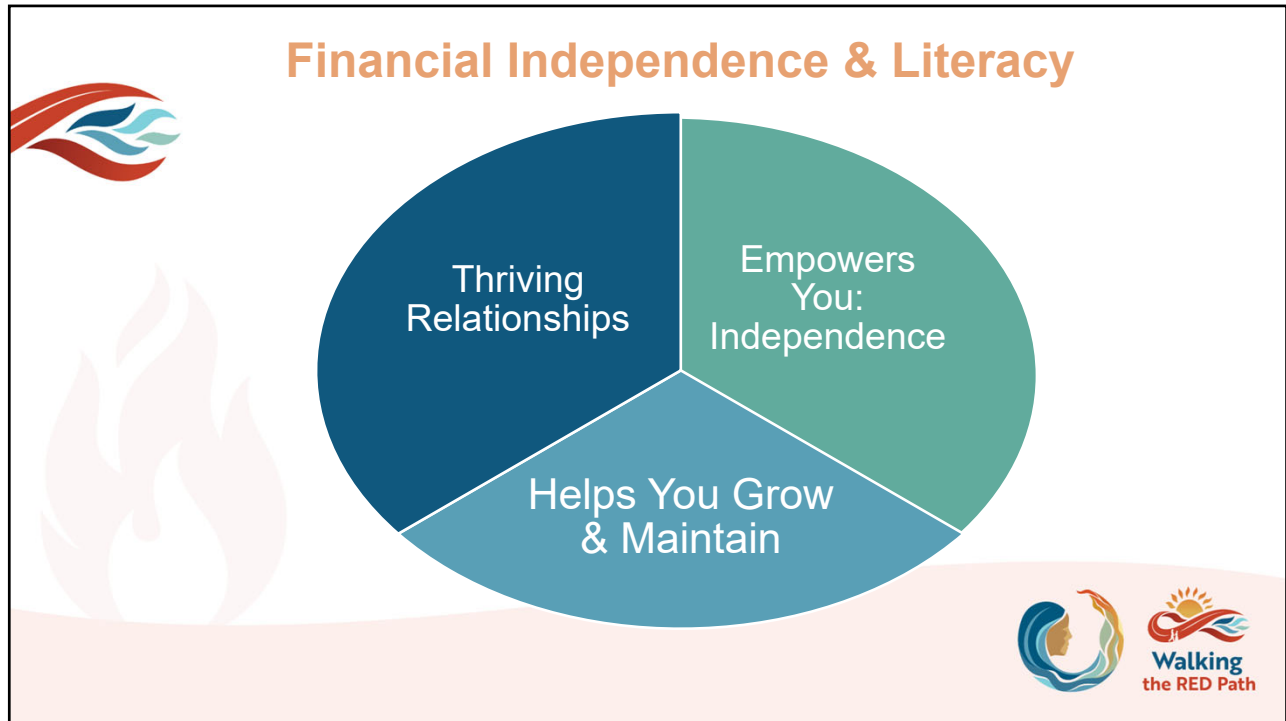 Financial Independence & Literacy
Thriving
Relationships
Empowers
You:
Independence
Helps You Grow
& Maintain
Walking
the RED Path